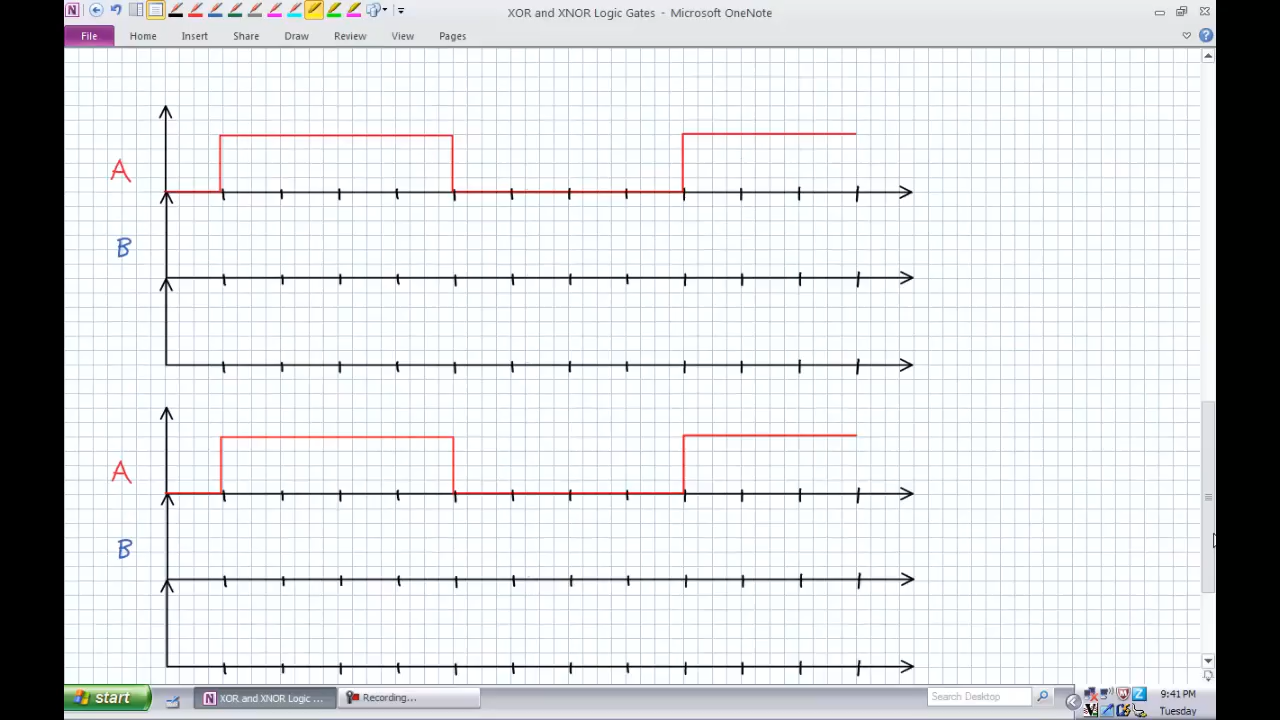 XOR and XNOR Logic Gates - Microsoft OneNote
File Home Insert Share Draw Review View Pages
A
B
A
B
start
XOR and XNOR Logic ...
Recording...
Search Desktop
9:41 PM
Tuesday